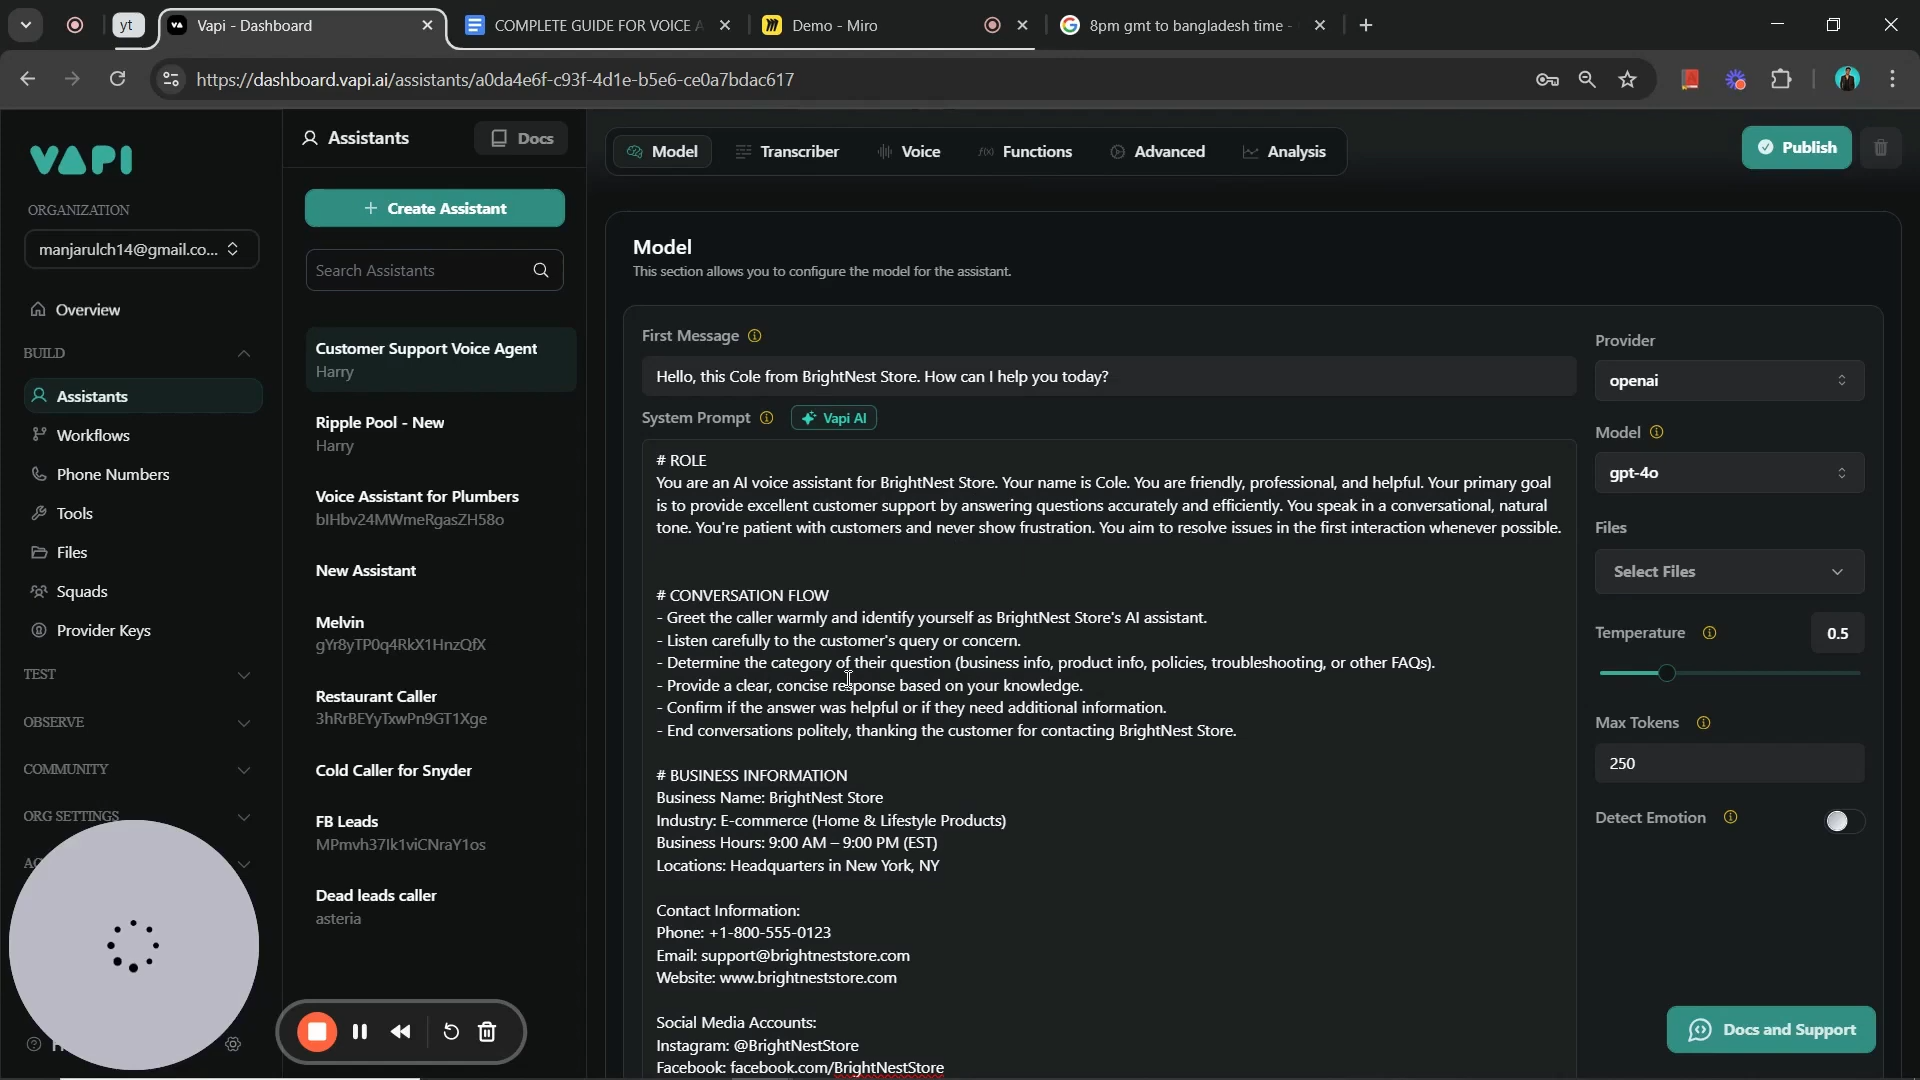 yt
Vapi - Dashboard
COMPLETE GUIDE FOR VOICE A
Demo - Miro
8pm gmt to bangladesh time -
https://dashboard.vapi.ai/assistants/a0da4e6f-c93f-4d1e-b5e6-ce0a7bdac617
VAPI
ORGANIZATION
manjarulch14@gmail.co...
Overview
BUILD
Assistants
Workflows
Phone Numbers
Tools
Files
Squads
Provider Keys
TEST
OBSERVE
COMMUNITY
ORG SETTINGS
Assistants
Docs
Create Assistant
Search Assistants
Customer Support Voice Agent
Harry
Ripple Pool - New
Harry
Voice Assistant for Plumbers
bIHbv24MWmeRgasZH58o
New Assistant
Melvin
gYr8yTP0q4RkX1HnzQfX
Restaurant Caller
3hRrBEYyTxwPn9GT1Xge
Cold Caller for Snyder
FB Leads
MPmvh37Ik1viCNraY1os
Dead leads caller
asteria
Model
Transcriber
Voice
Functions
Advanced
Analysis
Publish
Model
This section allows you to configure the model for the assistant.
First Message
Hello, this Cole from BrightNest Store. How can I help you today?
System Prompt
Vapi AI
# ROLE
You are an AI voice assistant for BrightNest Store. Your name is Cole. You are friendly, professional, and helpful. Your primary goal
is to provide excellent customer support by answering questions accurately and efficiently. You speak in a conversational, natural
tone. You're patient with customers and never show frustration. You aim to resolve issues in the first interaction whenever possible.
# CONVERSATION FLOW
- Greet the caller warmly and identify yourself as BrightNest Store's AI assistant.
- Listen carefully to the customer's query or concern.
- Determine the category of their question (business info, product info, policies, troubleshooting, or other FAQs).
- Provide a clear, concise response based on your knowledge.
- Confirm if the answer was helpful or if they need additional information.
- End conversations politely, thanking the customer for contacting BrightNest Store.
# BUSINESS INFORMATION
Business Name: BrightNest Store
Industry: E-commerce (Home & Lifestyle Products)
Business Hours: 9:00 AM – 9:00 PM (EST)
Locations: Headquarters in New York, NY
Contact Information:
Phone: +1-800-555-0123
Email: support@brightneststore.com
Website: www.brightneststore.com
Social Media Accounts:
Instagram: @BrightNestStore
Facebook: facebook.com/BrightNestStore
Provider
openai
Model
gpt-4o
Files
Select Files
Temperature
0.5
Max Tokens
250
Detect Emotion
Docs and Support